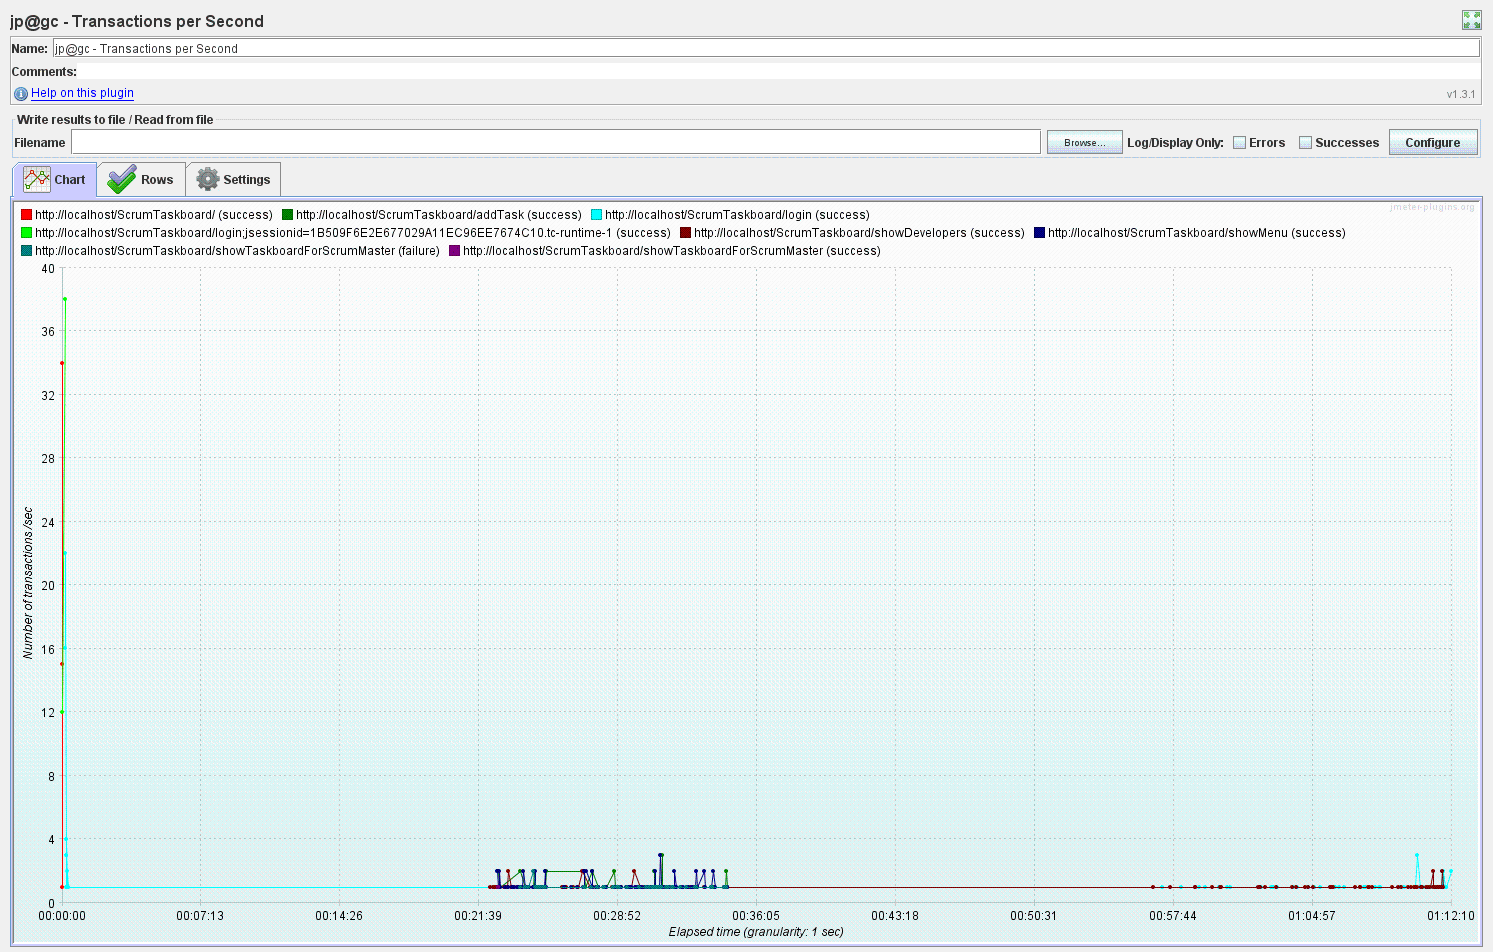 jp@gc - Transactions per Second
Name: jp@gc - Transactions per Second
Comments:
Help on this plugin
v1.3.1
Write results to file / Read from file
Filename Browse... Log/Display Only: Errors Successes Configure
Chart Rows Settings
jmeter-plugins.org
http://localhost/ScrumTaskboard/ (success) http://localhost/ScrumTaskboard/addTask (success) http://localhost/ScrumTaskboard/login (success)
http://localhost/ScrumTaskboard/login;jsessionid=1B509F6E2E677029A11EC96EE7674C10.tc-runtime-1 (success) http://localhost/ScrumTaskboard/showDevelopers (success) http://localhost/ScrumTaskboard/showMenu (success)
http://localhost/ScrumTaskboard/showTaskboardForScrumMaster (failure) http://localhost/ScrumTaskboard/showTaskboardForScrumMaster (success)
40
36
32
28
24
20
16
12
8
4
0
Number of transactions /sec
00:00:00 00:07:13 00:14:26 00:21:39 00:28:52 00:36:05 00:43:18 00:50:31 00:57:44 01:04:57 01:12:10
Elapsed time (granularity: 1 sec)